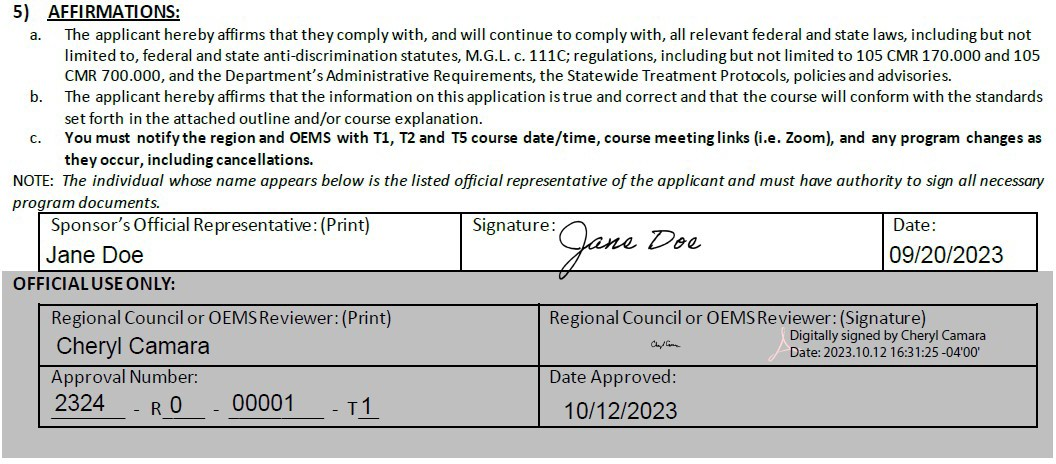 5) AFFIRMATIONS:
a. The applicant hereby affirms that they comply with, and will continue to comply with, all relevant federal and state laws, including but not
limited to, federal and state anti-discrimination statutes, M.G.L. c. 111C; regulations, including but not limited to 105 CMR 170.000 and 105
CMR 700.000, and the Department's Administrative Requirements, the Statewide Treatment Protocols, policies and advisories.
b. The applicant hereby affirms that the information on this application is true and correct and that the course will conform with the standards
set forth in the attached outline and/or course explanation.
c. You must notify the region and OEMS with T1, T2 and T5 course date/time, course meeting links (i.e. Zoom), and any program changes as
they occur, including cancellations.
NOTE: The individual whose name appears below is the listed official representative of the applicant and must have authority to sign all necessary
program documents.
Sponsor's Official Representative: (Print)
Jane Doe
Signature: Jane Doe
Date:
09/20/2023
OFFICIAL USE ONLY:
Regional Council or OEMS Reviewer: (Print)
Cheryl Camara
Regional Council or OEMS Reviewer: (Signature)
Digitally signed by Cheryl Camara
Date: 2023.10.12 16:31:25 -04'00'
Approval Number:
2324 - R 0 - 00001 - T 1
Date Approved:
10/12/2023